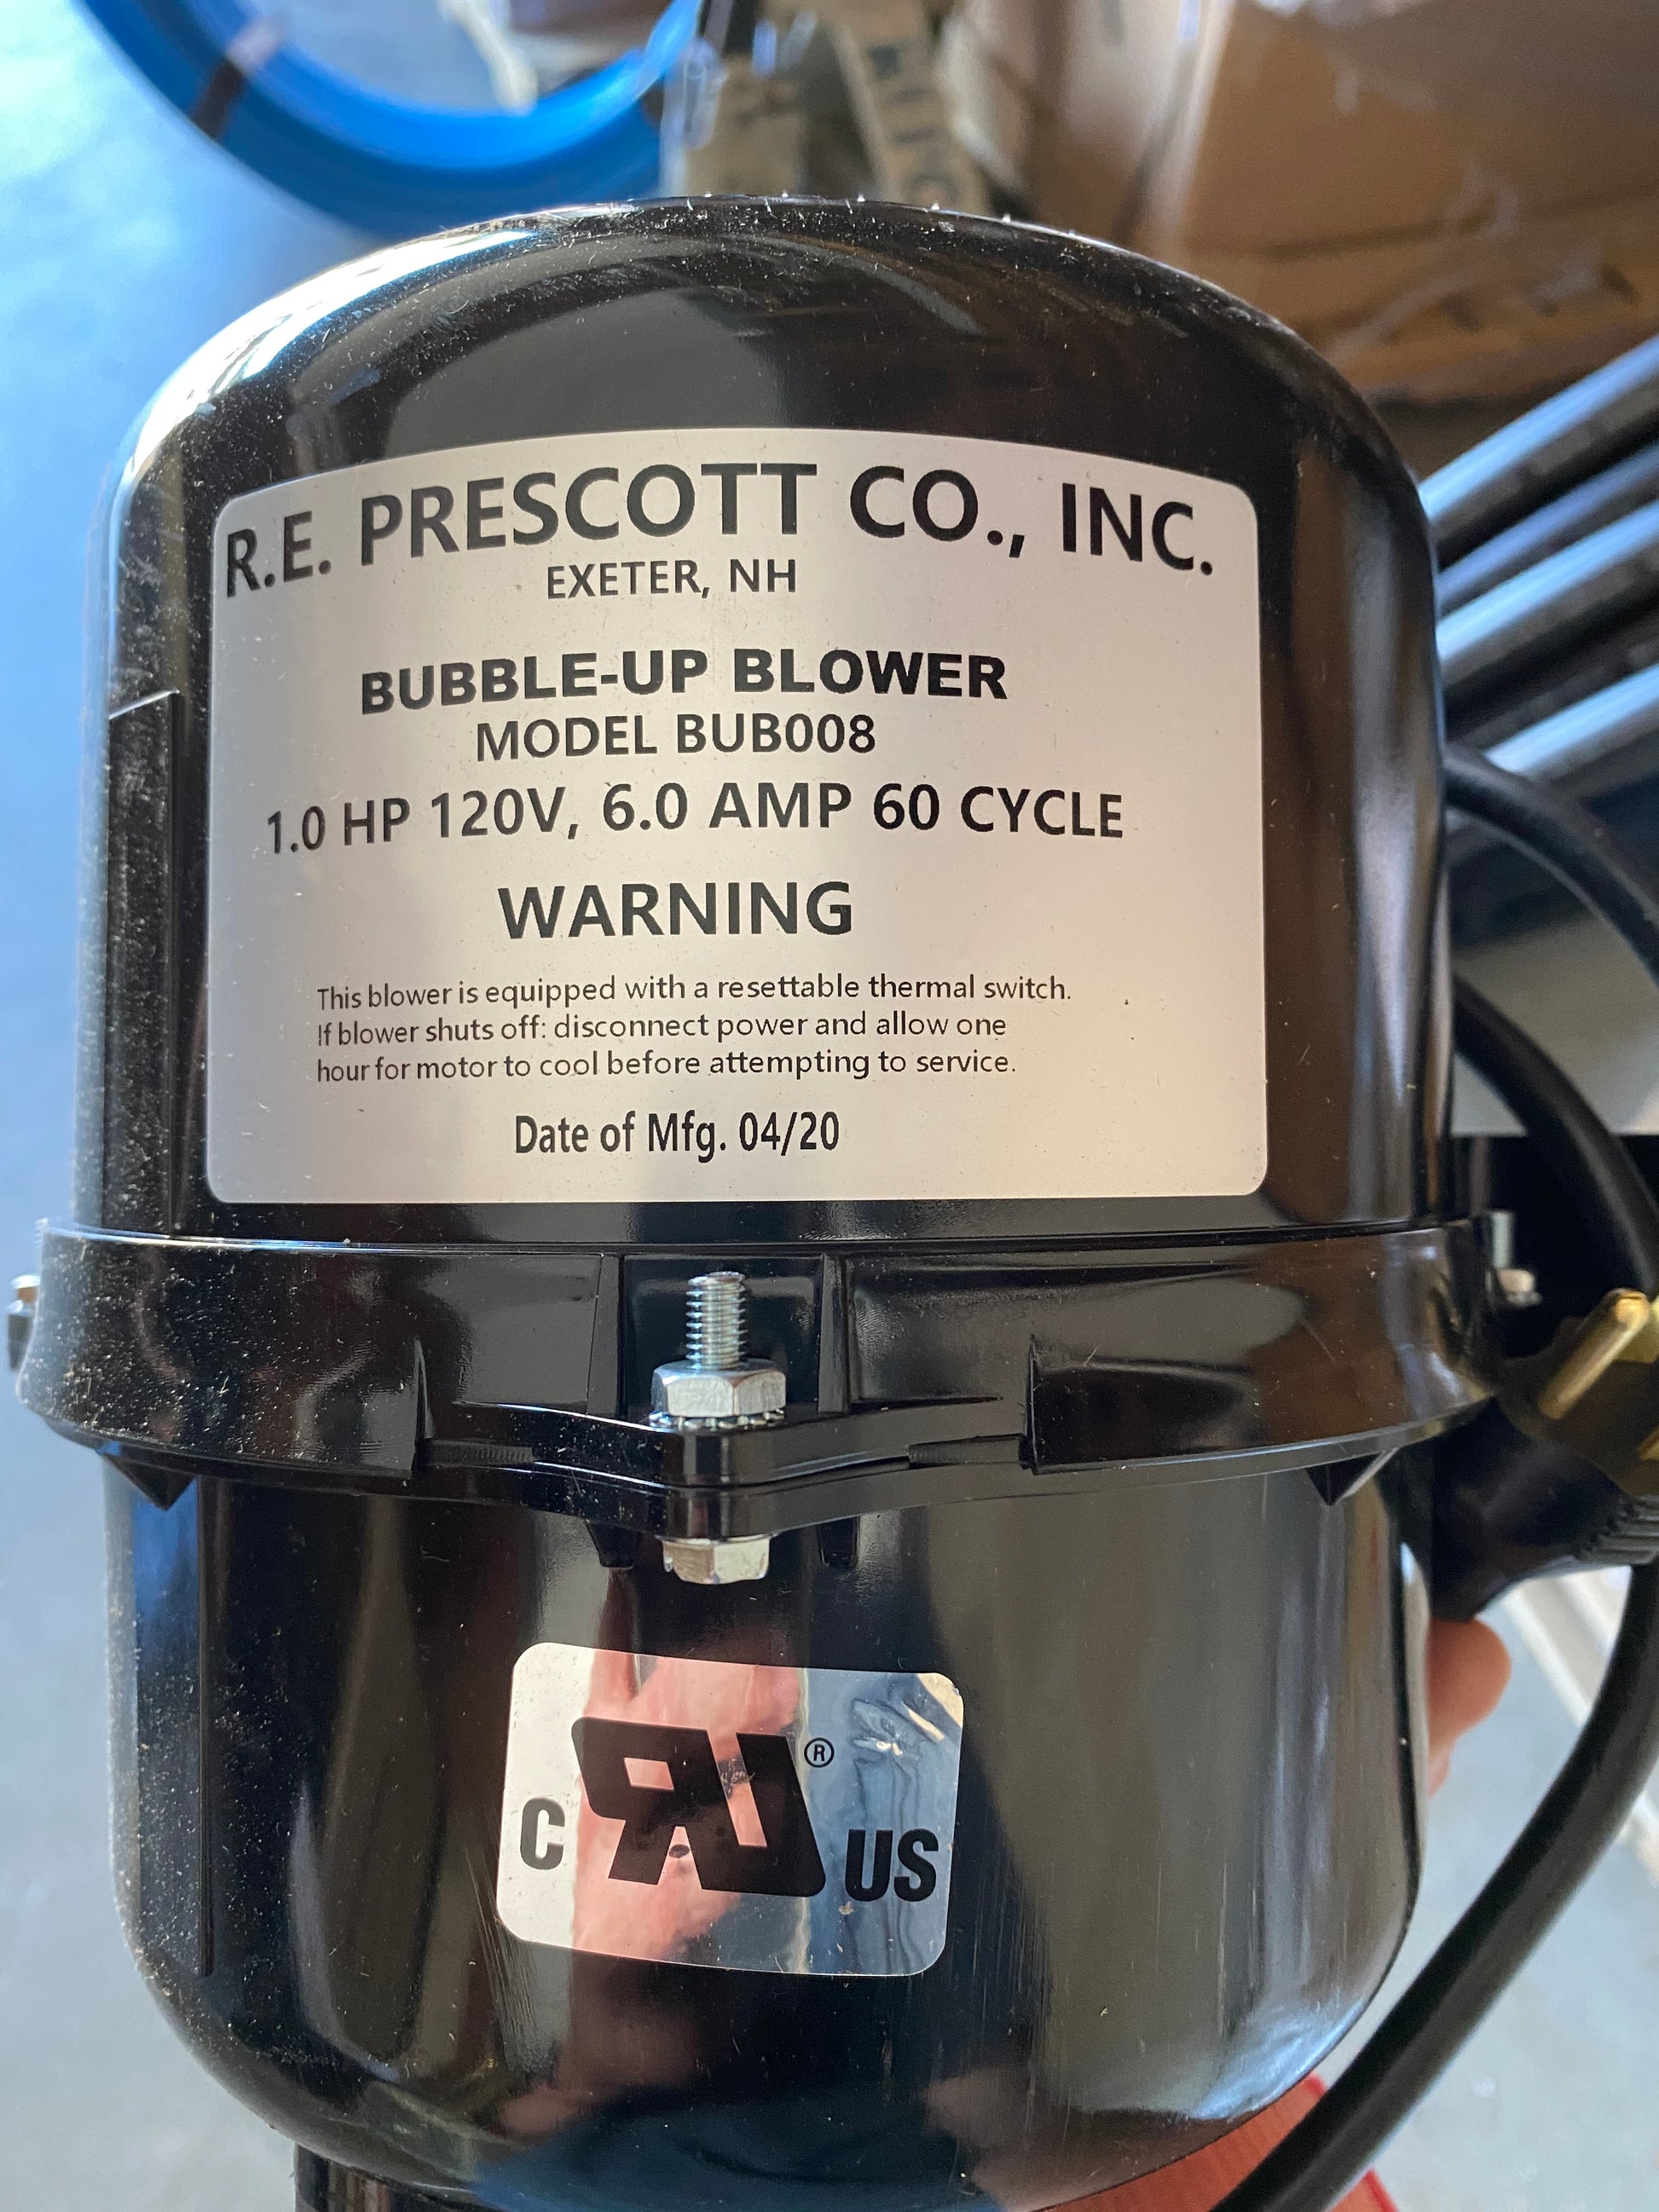 R.E. PRESCOTT CO., INC.
EXETER, NH
BUBBLE-UP BLOWER
MODEL BUB008
1.0 HP 120V, 6.0 AMP 60 CYCLE
WARNING
This blower is equipped with a resettable thermal switch.
If blower shuts off: disconnect power and allow one
hour for motor to cool before attempting to service.
Date of Mfg. 04/20
C RU® US